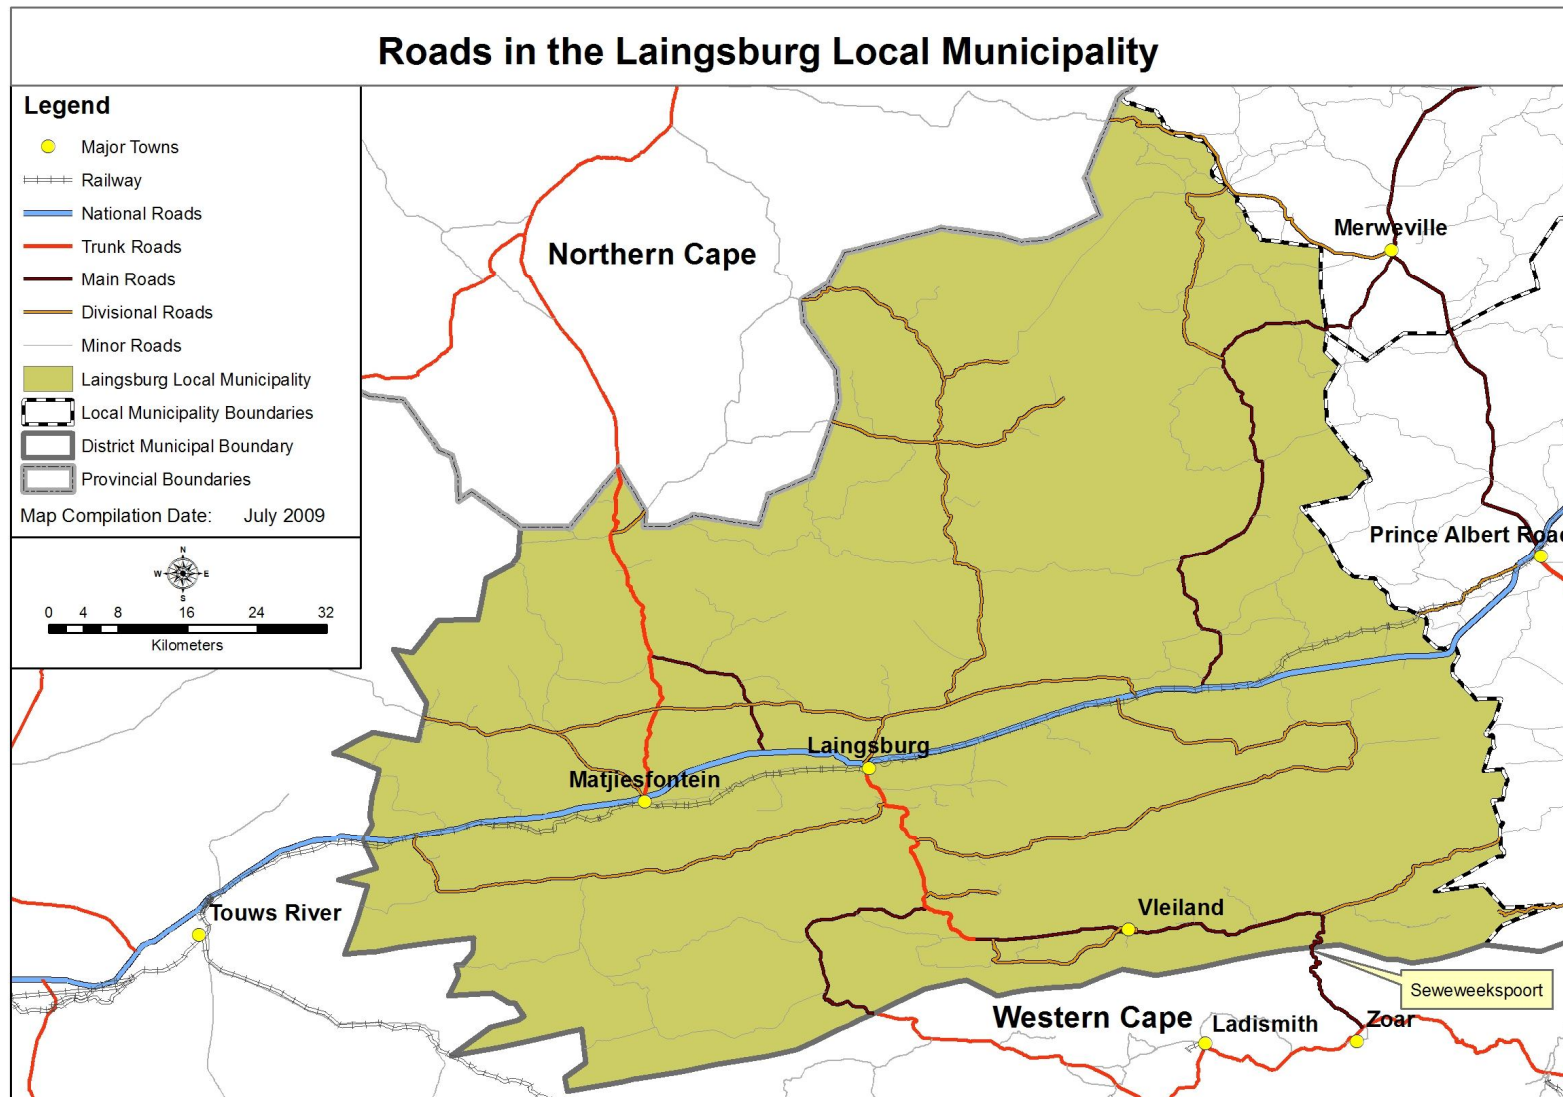 Roads in the Laingsburg Local Municipality
Legend
Major Towns
Railway
National Roads
Trunk Roads
Main Roads
Divisional Roads
Minor Roads
Laingsburg Local Municipality
Local Municipality Boundaries
District Municipal Boundary
Provincial Boundaries
Map Compilation Date: July 2009
N
W E
S
0 4 8 16 24 32
Kilometers
Northern Cape
Merweville
Prince Albert Road
Laingsburg
Matjiesfontein
Touws River
Vleiland
Seweweekspoort
Western Cape
Ladismith
Zoar